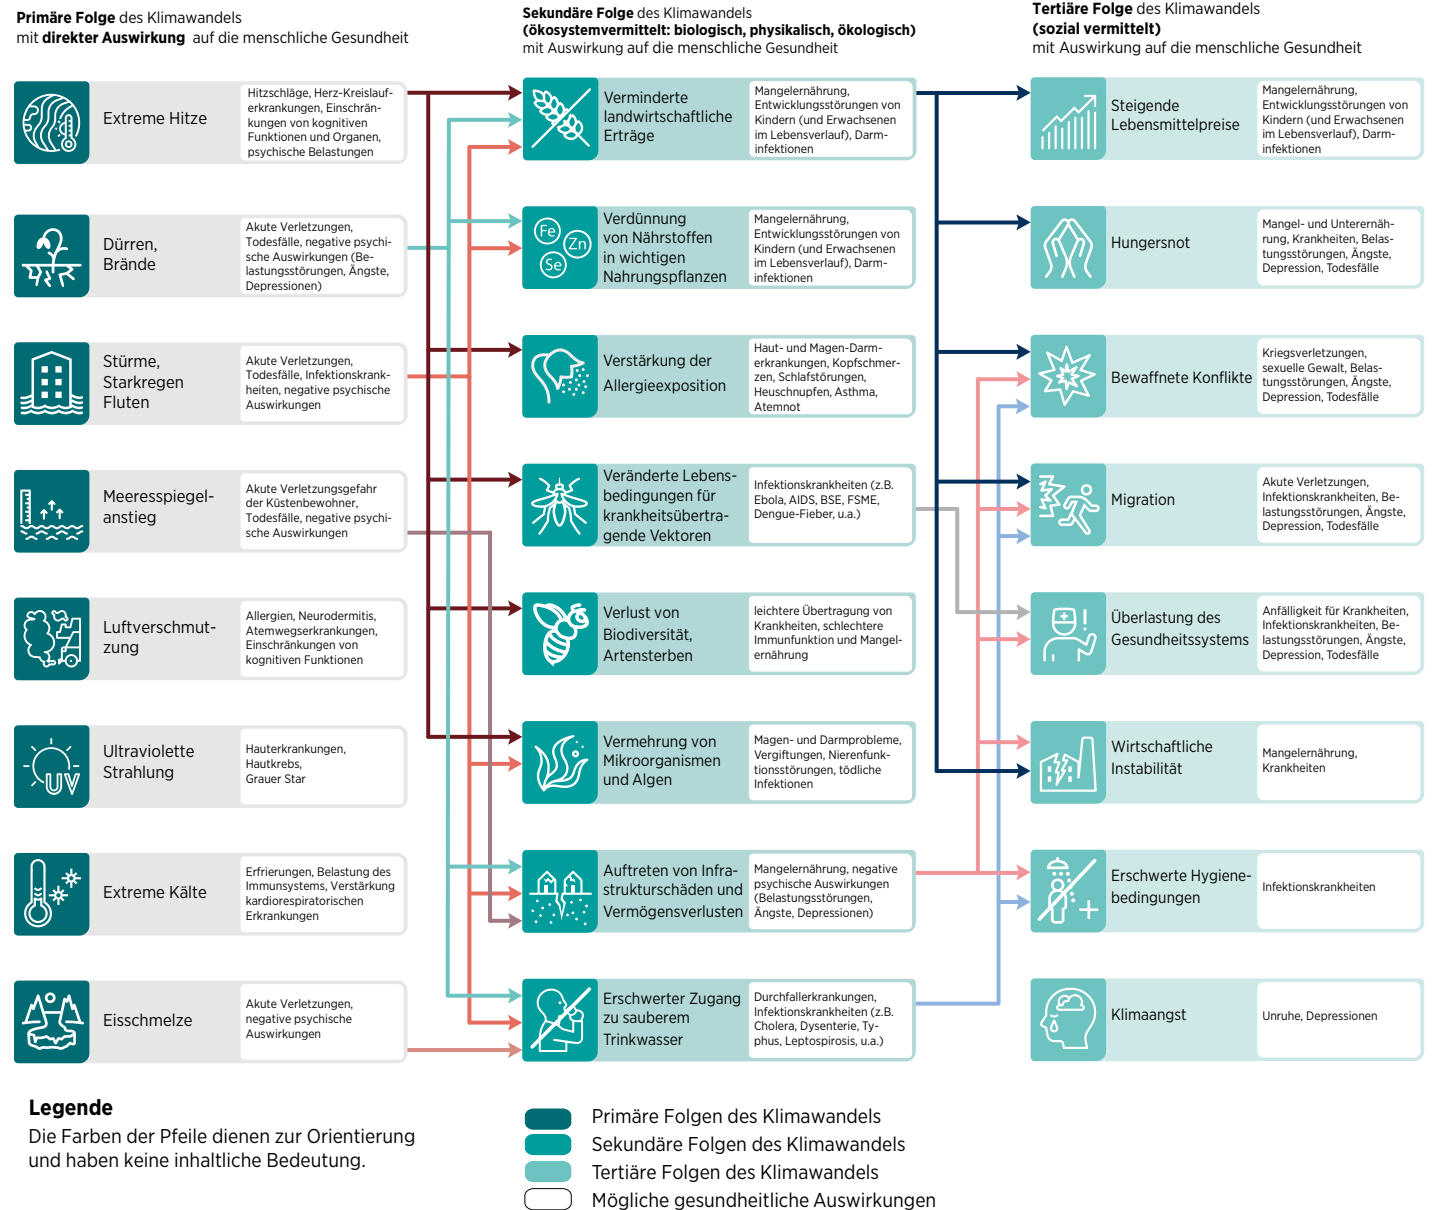 Primäre Folge des Klimawandels
mit direkter Auswirkung auf die menschliche Gesundheit
Extreme Hitze
Hitzschläge, Herz-Kreislauf-
erkrankungen, Einschrän-
kungen von kognitiven
Funktionen und Organen,
psychische Belastungen
Dürren,
Brände
Akute Verletzungen,
Todesfälle, negative psychi-
sche Auswirkungen (Be-
lastungsstörungen, Ängste,
Depressionen)
Stürme,
Starkregen
Fluten
Akute Verletzungen,
Todesfälle, Infektionskrank-
heiten, negative psychische
Auswirkungen
Meeresspiegel-
anstieg
Akute Verletzungsgefahr
der Küstenbewohner,
Todesfälle, negative psychi-
sche Auswirkungen
Luftverschmut-
zung
Allergien, Neurodermitis,
Atemwegserkrankungen,
Einschränkungen von
kognitiven Funktionen
UV
Ultraviolette
Strahlung
Hauterkrankungen,
Hautkrebs,
Grauer Star
Extreme Kälte
Erfrierungen, Belastung des
Immunsystems, Verstärkung
kardiorespiratorischen
Erkrankungen
Eisschmelze
Akute Verletzungen,
negative psychische
Auswirkungen
Sekundäre Folge des Klimawandels
(ökosystemvermittelt: biologisch, physikalisch, ökologisch)
mit Auswirkung auf die menschliche Gesundheit
Verminderte
landwirtschaftliche
Erträge
Mangelernährung,
Entwicklungsstörungen von
Kindern (und Erwachsenen
im Lebensverlauf), Darm-
infektionen
Fe
Zn
Se
Verdünnung
von Nährstoffen
in wichtigen
Nahrungspflanzen
Mangelernährung,
Entwicklungsstörungen von
Kindern (und Erwachsenen
im Lebensverlauf), Darm-
infektionen
Verstärkung der
Allergieexposition
Haut- und Magen-Darm-
erkrankungen, Kopfschmer-
zen, Schlafstörungen,
Heuschnupfen, Asthma,
Atemnot
Veränderte Lebens-
bedingungen für
krankheitsübertra-
gende Vektoren
Infektionskrankheiten (z.B.
Ebola, AIDS, BSE, FSME,
Dengue-Fieber, u.a.)
Verlust von
Biodiversität,
Artensterben
leichtere Übertragung von
Krankheiten, schlechtere
Immunfunktion und Mangel-
ernährung
Vermehrung von
Mikroorganismen
und Algen
Magen- und Darmprobleme,
Vergiftungen, Nierenfunk-
tionsstörungen, tödliche
Infektionen
Auftreten von Infra-
strukturschäden und
Vermögensverlusten
Mangelernährung, negative
psychische Auswirkungen
(Belastungsstörungen,
Ängste, Depressionen)
Erschwerter Zugang
zu sauberem
Trinkwasser
Durchfallerkrankungen,
Infektionskrankheiten (z.B.
Cholera, Dysenterie, Ty-
phus, Leptospirosis, u.a.)
Tertiäre Folge des Klimawandels
(sozial vermittelt)
mit Auswirkung auf die menschliche Gesundheit
Steigende
Lebensmittelpreise
Mangelernährung,
Entwicklungsstörungen von
Kindern (und Erwachsenen
im Lebensverlauf), Darm-
infektionen
Hungersnot
Mangel- und Unterernäh-
rung, Krankheiten, Belas-
tungsstörungen, Ängste,
Depression, Todesfälle
Bewaffnete Konflikte
Kriegsverletzungen,
sexuelle Gewalt, Belas-
tungsstörungen, Ängste,
Depression, Todesfälle
Migration
Akute Verletzungen,
Infektionskrankheiten, Be-
lastungsstörungen, Ängste,
Depression, Todesfälle
Überlastung des
Gesundheitssystems
Anfälligkeit für Krankheiten,
Infektionskrankheiten, Be-
lastungsstörungen, Ängste,
Depression, Todesfälle
Wirtschaftliche
Instabilität
Mangelernährung,
Krankheiten
Erschwerte Hygiene-
bedingungen
Infektionskrankheiten
Klimaangst
Unruhe, Depressionen
Legende
Die Farben der Pfeile dienen zur Orientierung
und haben keine inhaltliche Bedeutung.
Primäre Folgen des Klimawandels
Sekundäre Folgen des Klimawandels
Tertiäre Folgen des Klimawandels
Mögliche gesundheitliche Auswirkungen